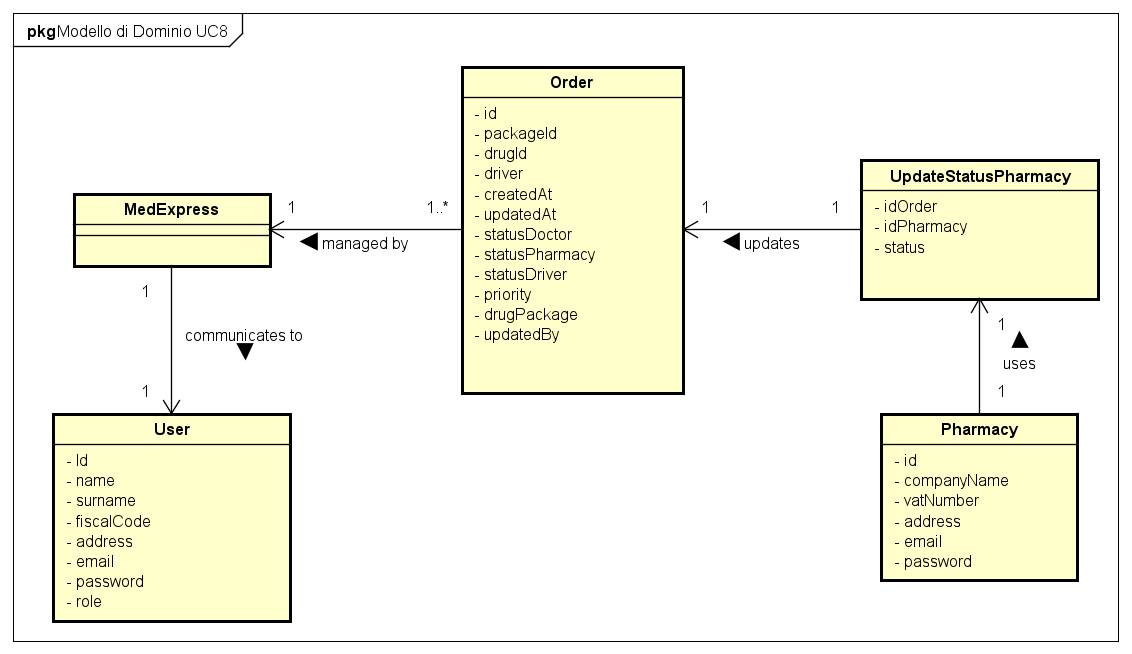 pkg Modello di Dominio UC8
Order
- id
- packageId
- drugId
- driver
- createdAt
- updatedAt
- statusDoctor
- statusPharmacy
- statusDriver
- priority
- drugPackage
- updatedBy
MedExpress
1
1..*
managed by
1
1
updates
UpdateStatusPharmacy
- idOrder
- idPharmacy
- status
1
communicates to
1
1
uses
1
User
- Id
- name
- surname
- fiscalCode
- address
- email
- password
- role
Pharmacy
- id
- companyName
- vatNumber
- address
- email
- password